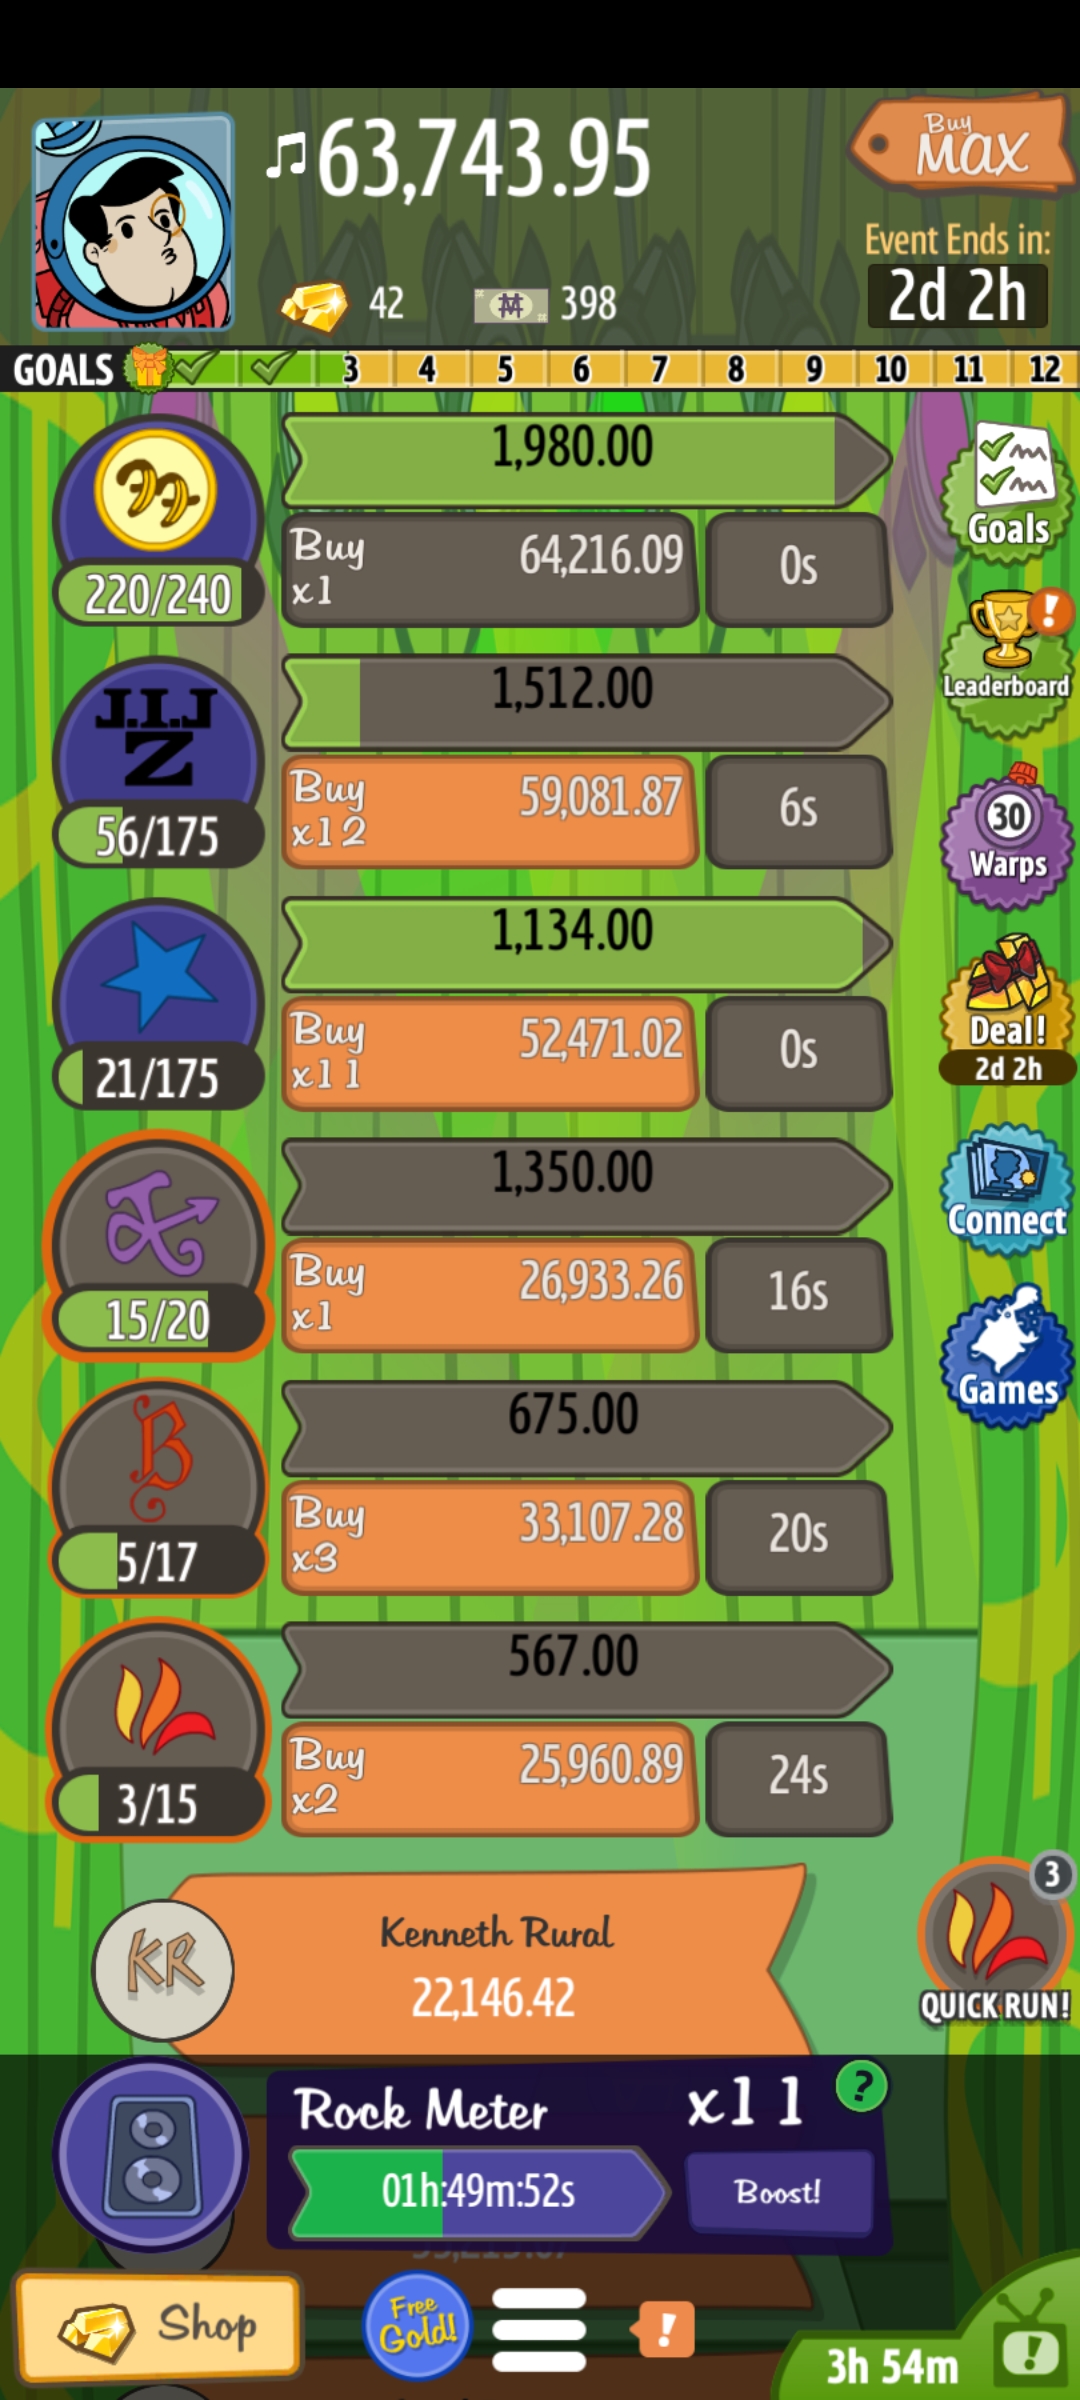 ♫63,743.95
Buy
MAX
Event Ends in:
2d 2h
42
398
GOALS
3 4 5 6 7 8 9 10 11 12
1,980.00
Buy
x1
64,216.09
0s
220/240
Goals
J.I.J
Z
1,512.00
Buy
x12
59,081.87
6s
56/175
!
Leaderboard
30
Warps
1,134.00
Buy
x11
52,471.02
0s
21/175
Deal!
2d 2h
1,350.00
Buy
x1
26,933.26
16s
15/20
Connect
B
675.00
Buy
x3
33,107.28
20s
5/17
Games
567.00
Buy
x2
25,960.89
24s
3/15
KR
Kenneth Rural
22,146.42
3
QUICK RUN!
Rock Meter
x11
?
01h:49m:52s
Boost!
Shop
Free
Gold!
!
3h 54m
!